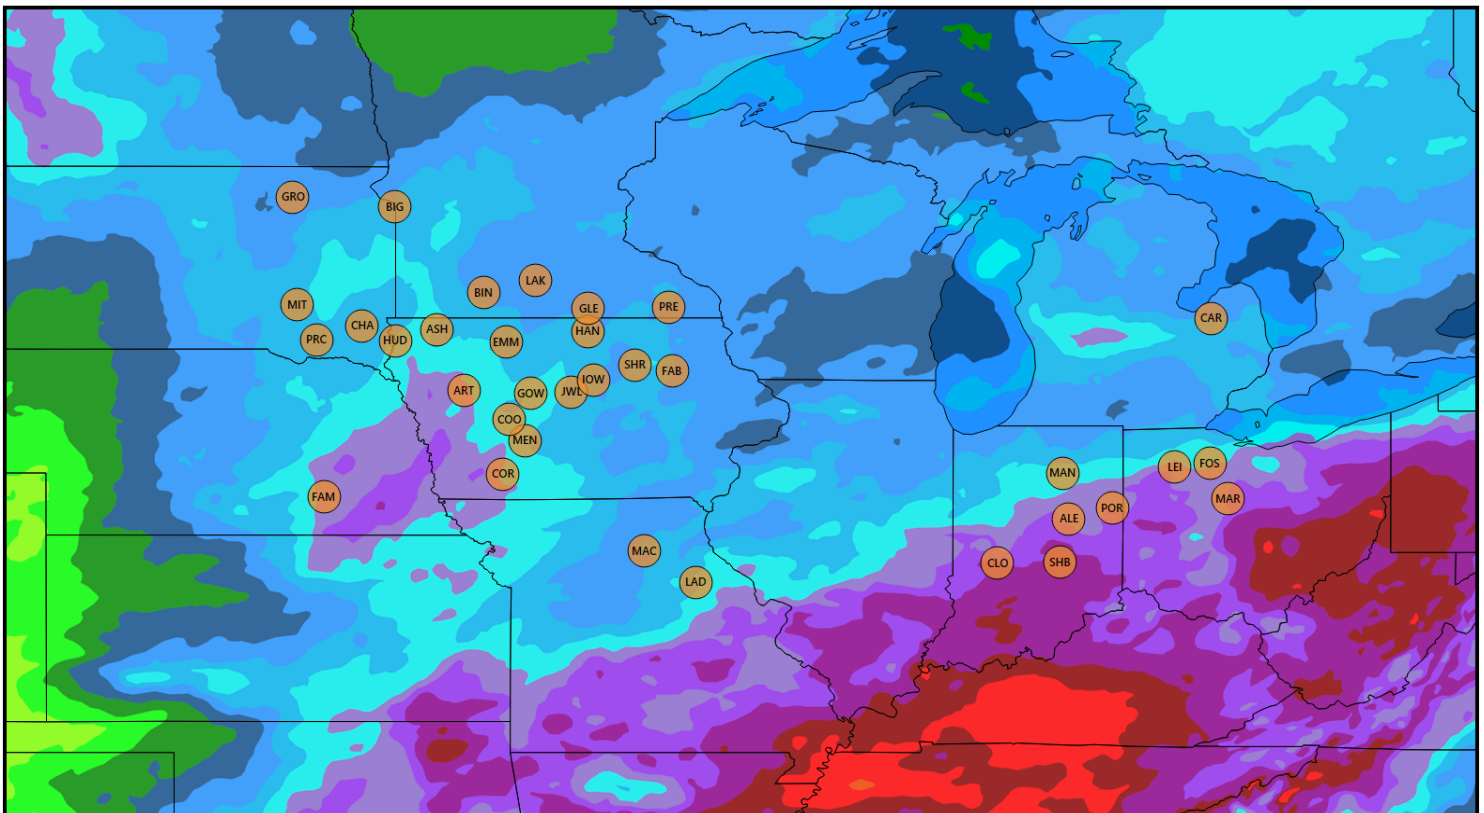 GRO
BIG
LAK
BIN
MIT
GLE
PRE
CAR
CHA
ASH
HAN
PRC
HUD
EMM
SHR
FAB
IOW
ART
GOW
JWL
COO
MEN
FOS
LEI
MAN
COR
FAM
MAR
POR
ALE
MAC
CLO
SHB
LAD